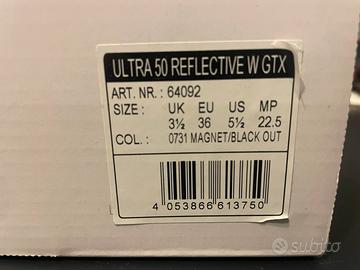 ULTRA 50 REFLECTIVE W GTX
ART. NR. : 64092
SIZE : UK EU US MP
3½ 36 5½ 22.5
COL. : 0731 MAGNET/BLACK OUT
4 053866 613750
subito